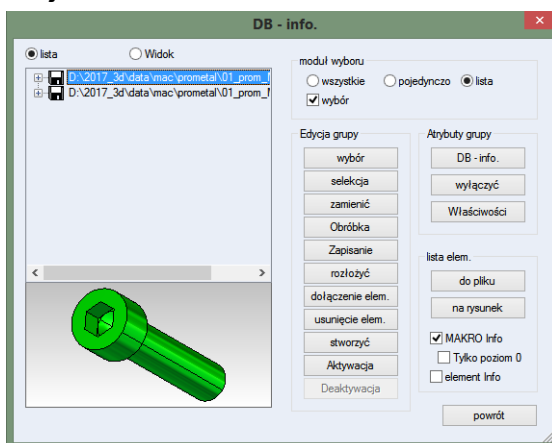 DB - info.
lista
Widok
D:\2017_3d\data\mac\prometal\01_prom_
D:\2017_3d\data\mac\prometal\01_prom_
moduł wyboru
wszystkie pojedynczo lista
wybór
Edycja grupy
wybór
selekcja
zamienić
Obróbka
Zapisanie
rozłożyć
dołączenie elem.
usunięcie elem.
stworzyć
Aktywacja
Deaktywacja
Atrybuty grupy
DB - info.
wyłączyć
Właściwości
lista elem.
do pliku
na rysunek
MAKRO Info
Tylko poziom 0
element Info
powrót